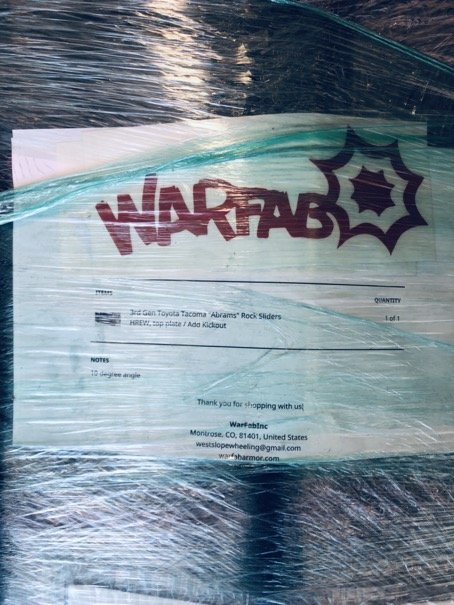 WARFAB
ITEMS QUANTITY
3rd Gen Toyota Tacoma "Abrams" Rock Sliders 1 of 1
HREW, top plate / Add Kickout
NOTES
10 degree angle
Thank you for shopping with us!
WarFabInc
Montrose, CO, 81401, United States
westslopewheeling@gmail.com
warfabarmor.com